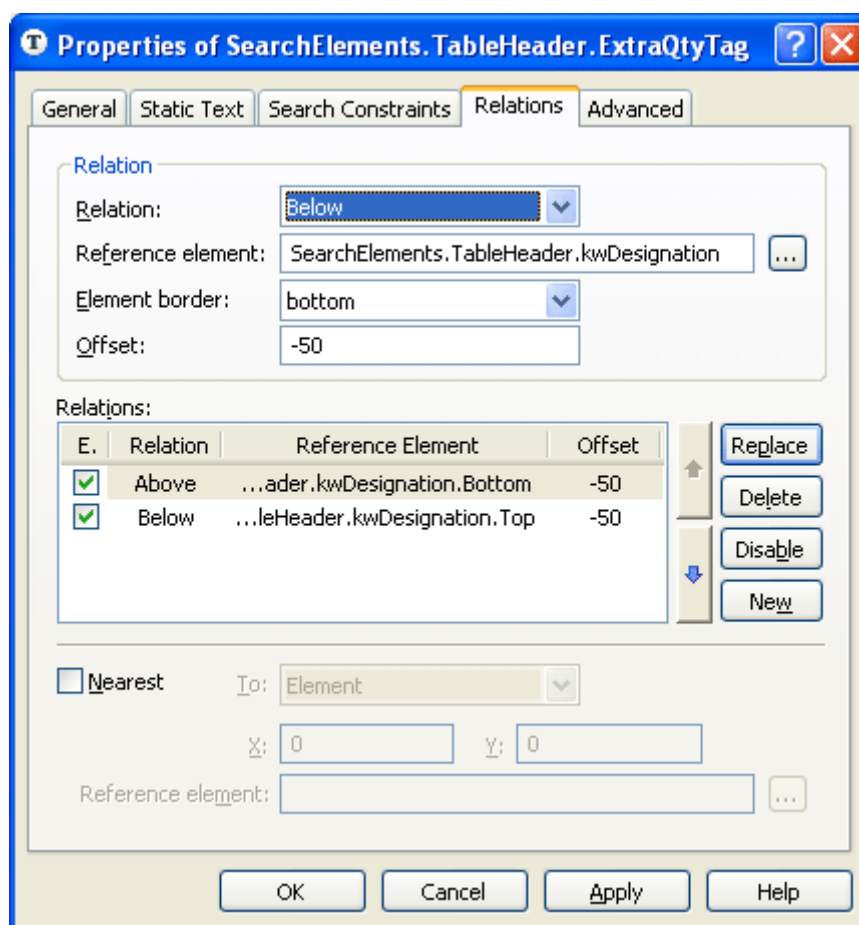 Properties of SearchElements.TableHeader.ExtraQtyTag
General Static Text Search Constraints Relations Advanced
Relation
Relation: Below
Reference element: SearchElements.TableHeader.kwDesignation ...
Element border: bottom
Offset: -50
Relations:
E. Relation Reference Element Offset
Above ...ader.kwDesignation.Bottom -50
Below ...leHeader.kwDesignation.Top -50
Replace
Delete
Disable
New
Nearest To: Element
X: 0 Y: 0
Reference element: ...
OK Cancel Apply Help